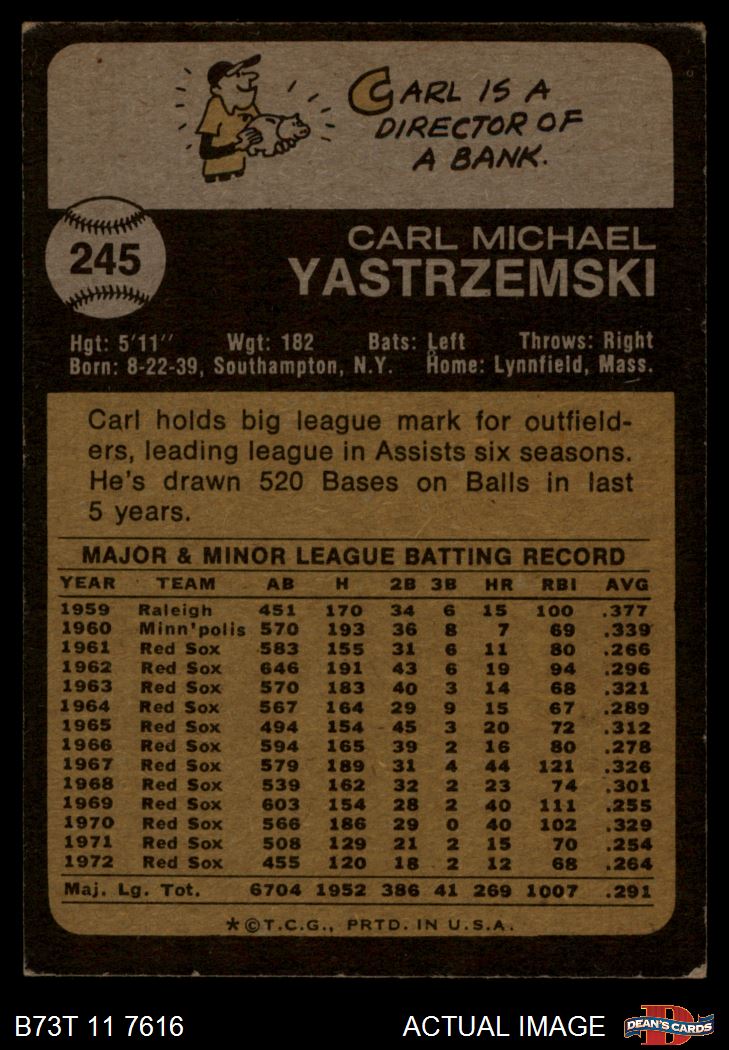 CARL IS A
DIRECTOR OF
A BANK.
245
CARL MICHAEL
YASTRZEMSKI
Hgt: 5'11" Wgt: 182 Bats: Left Throws: Right
Born: 8-22-39, Southampton, N.Y. Home: Lynnfield, Mass.
Carl holds big league mark for outfield-
ers, leading league in Assists six seasons.
He's drawn 520 Bases on Balls in last
5 years.
MAJOR & MINOR LEAGUE BATTING RECORD
YEAR TEAM AB H 2B 3B HR RBI AVG
1959 Raleigh 451 170 34 6 15 100 .377
1960 Minn'polis 570 193 36 8 7 69 .339
1961 Red Sox 583 155 31 6 11 80 .266
1962 Red Sox 646 191 43 6 19 94 .296
1963 Red Sox 570 183 40 3 14 68 .321
1964 Red Sox 567 164 29 9 15 67 .289
1965 Red Sox 494 154 45 3 20 72 .312
1966 Red Sox 594 165 39 2 16 80 .278
1967 Red Sox 579 189 31 4 44 121 .326
1968 Red Sox 539 162 32 2 23 74 .301
1969 Red Sox 603 154 28 2 40 111 .255
1970 Red Sox 566 186 29 0 40 102 .329
1971 Red Sox 508 129 21 2 15 70 .254
1972 Red Sox 455 120 18 2 12 68 .264
Maj. Lg. Tot. 6704 1952 386 41 269 1007 .291
*©T.C.G., PRTD. IN U.S.A.
B73T 11 7616 ACTUAL IMAGE D DEAN'S CARDS